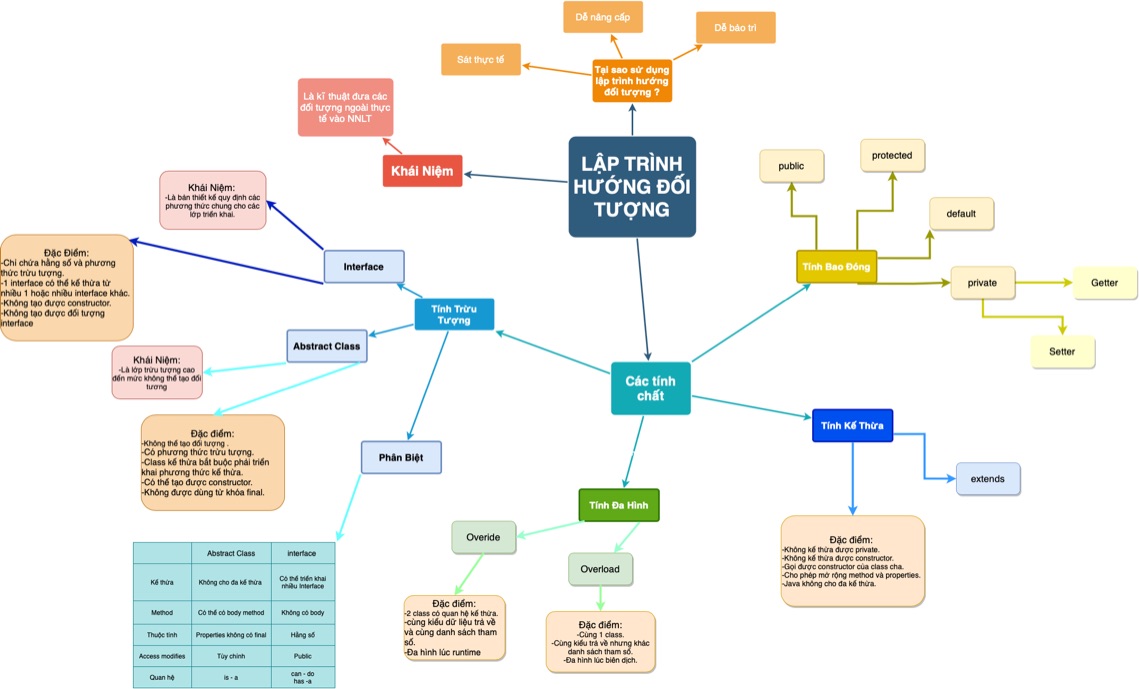 Dễ nâng cấp
Dễ bảo trì
Sát thực tế
Tại sao sử dụng
lập trình hướng
đối tượng ?
Là kĩ thuật đưa các
đối tượng ngoài thực
tế vào NNLT
Khái Niệm
LẬP TRÌNH
HƯỚNG ĐỐI
TƯỢNG
public
protected
default
Tính Bao Đóng
private
Getter
Setter
Khái Niệm:
-Là bản thiết kế quy định các
phương thức chung cho các
lớp triển khai.
Đặc Điểm:
-Chỉ chứa hằng số và phương
thức trừu tượng.
-1 interface có thể kế thừa từ
nhiều 1 hoặc nhiều interface khác.
-Không tạo được constructor.
-Không tạo được đối tượng
interface
Interface
Tính Trừu
Tượng
Abstract Class
Khái Niệm:
-Là lớp trừu tượng cao
đến mức không thể tạo đối
tương
Đặc điểm:
-Không thể tạo đối tượng .
-Có phương thức trừu tượng.
-Class kế thừa bắt buộc phải triển
khai phương thức kế thừa.
-Có thể tạo được constructor.
-Không được dùng từ khóa final.
Phân Biệt
Các tính
chất
Tính Kế Thừa
extends
Đặc điểm:
-Không kế thừa được private.
-Không kế thừa được constructor.
-Gọi được constructor của class cha.
-Cho phép mở rộng method và properties.
-Java không cho đa kế thừa.
Tính Đa Hình
Overide
Overload
Đặc điểm:
-2 class có quan hệ kế thừa.
-cùng kiểu dữ liệu trả về
và cùng danh sách tham
số.
-Đa hình lúc runtime
Đặc điểm:
-Cùng 1 class.
-Cùng kiểu trả về nhưng khác
danh sách tham số.
-Đa hình lúc biên dịch.
Abstract Class interface
Kế thừa Không cho đa kế thừa Có thể triển khai
nhiều Interface
Method Có thể có body method Không có body
Thuộc tính Properties không có final Hằng số
Access modifies Tùy chỉnh Public
Quan hệ is - a can - do
has -a